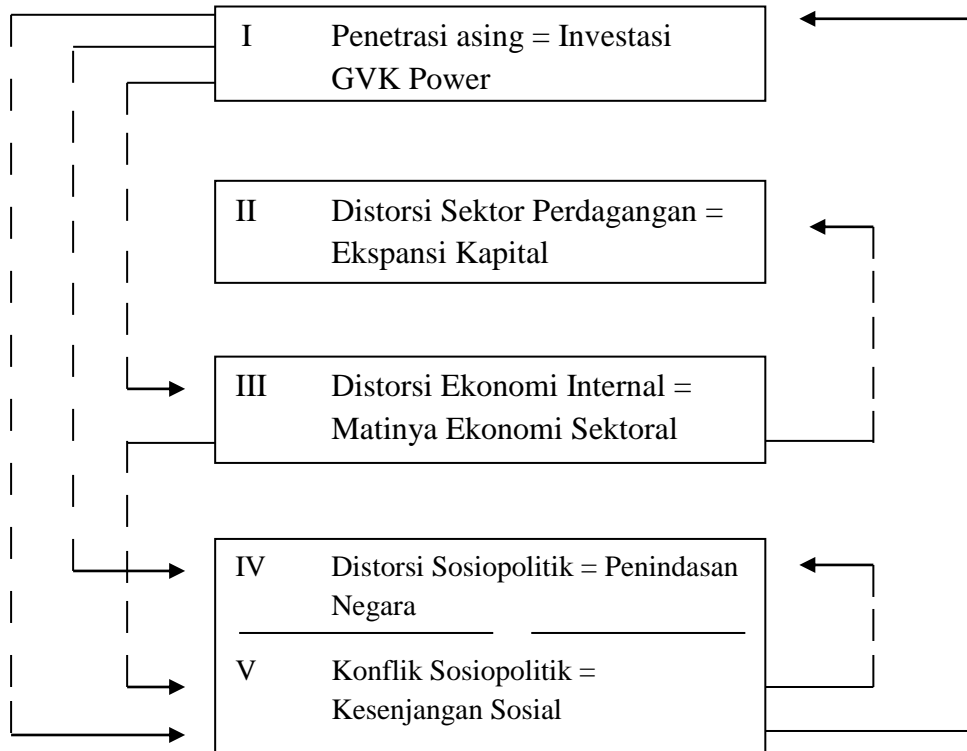 I Penetrasi asing = Investasi
GVK Power
II Distorsi Sektor Perdagangan =
Ekspansi Kapital
III Distorsi Ekonomi Internal =
Matinya Ekonomi Sektoral
IV Distorsi Sosiopolitik = Penindasan
Negara
V Konflik Sosiopolitik =
Kesenjangan Sosial